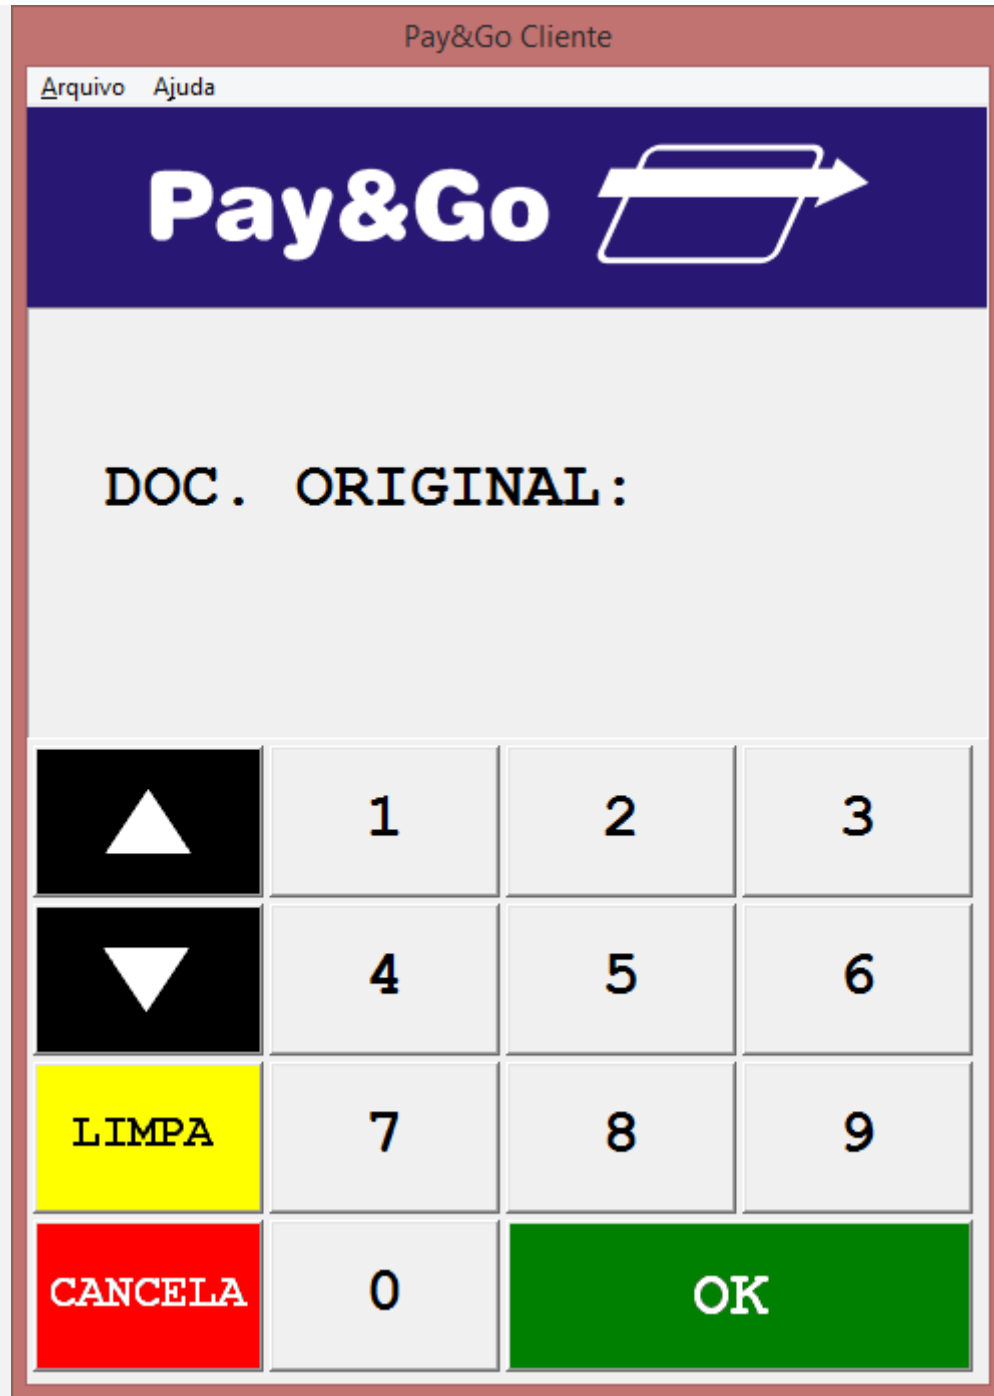 Pay&Go Cliente
Arquivo Ajuda
Pay&Go
DOC. ORIGINAL:
1 2 3
4 5 6
LIMPA 7 8 9
CANCELA 0 OK